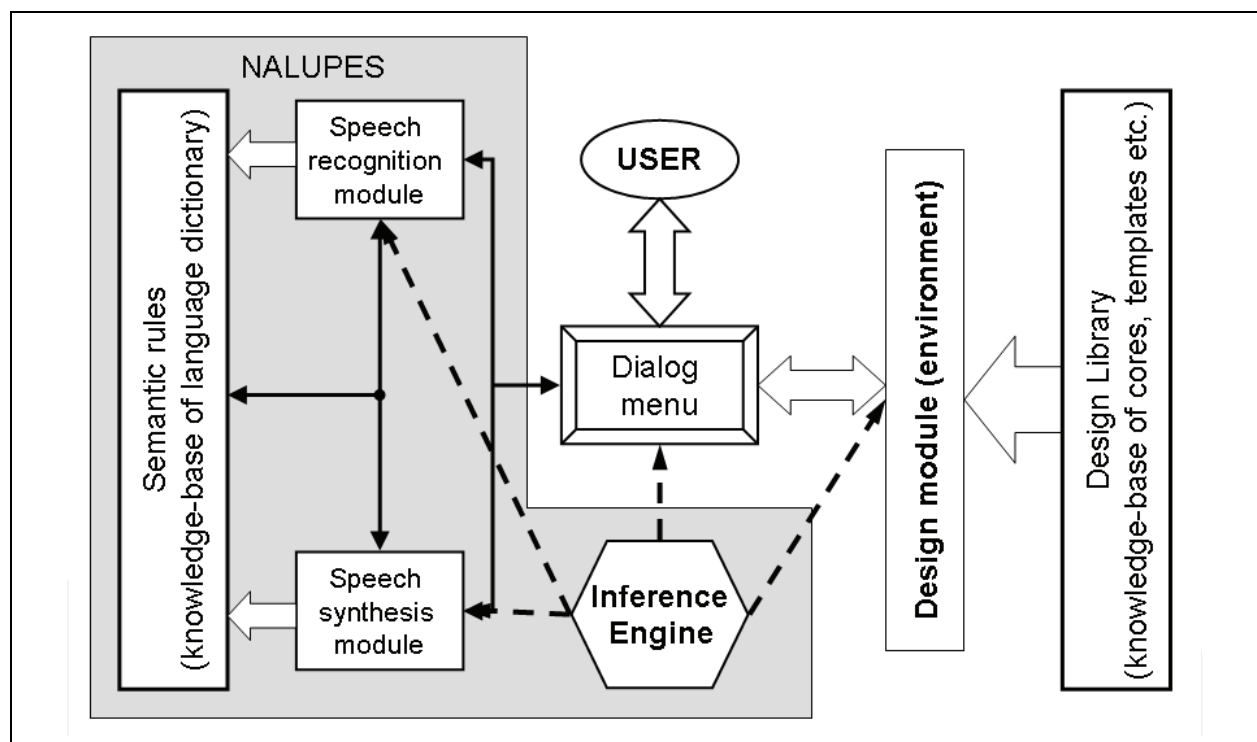 NALUPES
Semantic rules
(knowledge-base of language dictionary)
Speech
recognition
module
USER
Dialog
menu
Speech
synthesis
module
Inference
Engine
Design module (environment)
Design Library
(knowledge-base of cores, templates etc.)